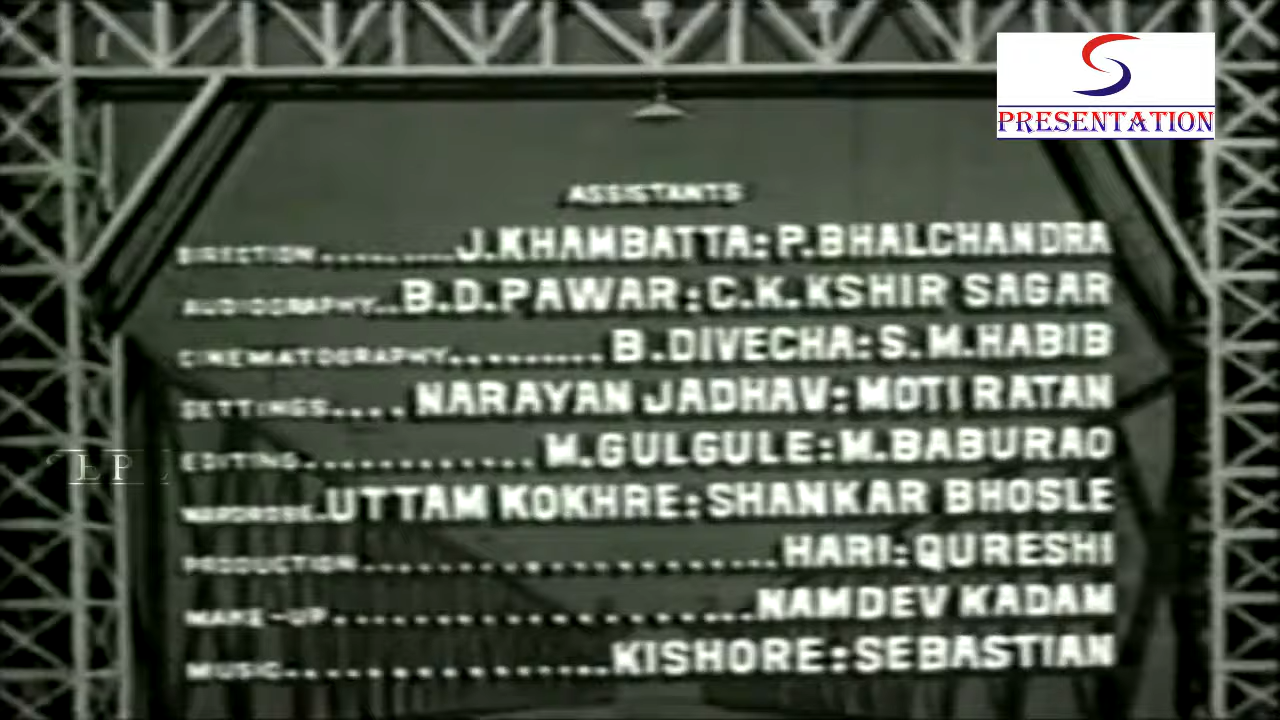 S
PRESENTATION
ASSISTANTS
DIRECTION.........J.KHAMBATTA:P.BHALCHANDRA
AUDIOGRAPHY..B.D.PAWAR:C.K.KSHIR SAGAR
CINEMATOGRAPHY.........B.DIVECHA:S.M.HABIB
SETTINGS....NARAYAN JADHAV:MOTI RATAN
EDITING............M.GULGULE:M.BABURAO
WARDROBE..UTTAM KOKHRE:SHANKAR BHOSLE
PRODUCTION.....................HARI:QURESHI
MAKE-UP....................NAMDEV KADAM
MUSIC................KISHORE:SEBASTIAN